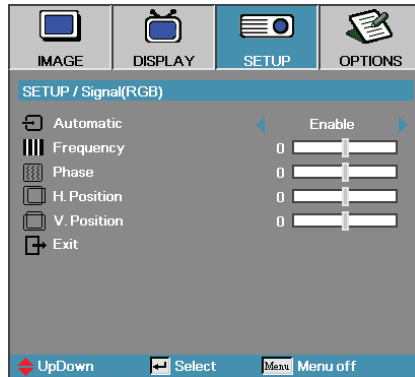 IMAGE DISPLAY SETUP OPTIONS
SETUP / Signal(RGB)
Automatic Enable
Frequency 0
Phase 0
H. Position 0
V. Position 0
Exit
UpDown Select Menu Menu off